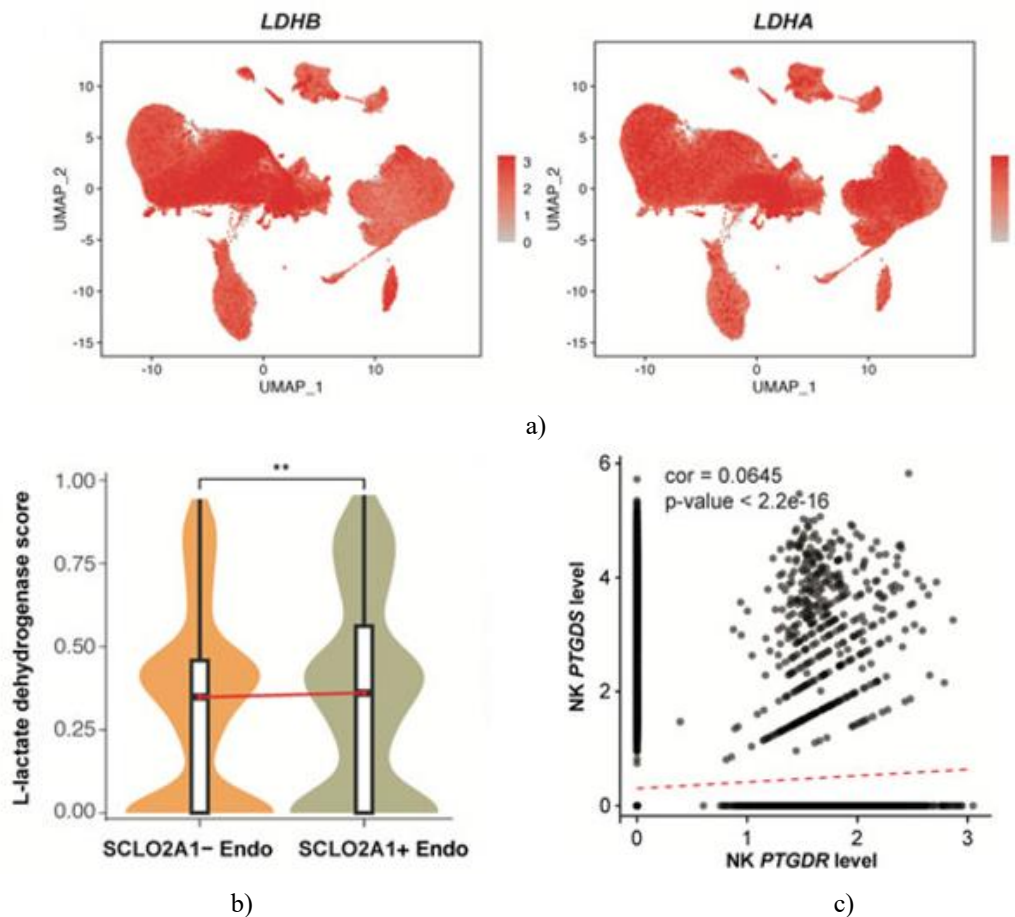 LDHB
LDHA
UMAP_2
10
5
0
-5
-10
-15
-10
0
10
UMAP_1
3
2
1
0
UMAP_2
10
5
0
-5
-10
-15
-10
0
10
UMAP_1
a)
L-lactate dehydrogenase score
1.00
0.75
0.50
0.25
0.00
**
SCLO2A1− Endo
SCLO2A1+ Endo
b)
NK PTGDS level
6
4
2
0
cor = 0.0645
p-value < 2.2e-16
0
1
2
3
NK PTGDR level
c)